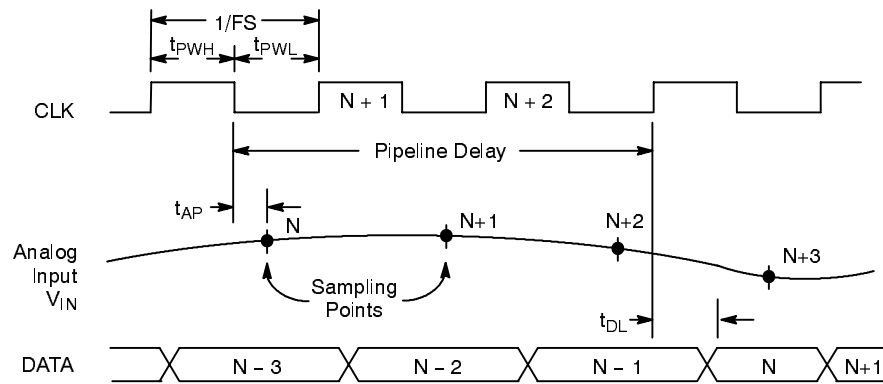 1/FS
tPWH tPWL
CLK
N + 1
N + 2
Pipeline Delay
tAP
N
N+1
N+2
N+3
Analog
Input
VIN
Sampling
Points
tDL
DATA
N – 3
N – 2
N – 1
N
N+1